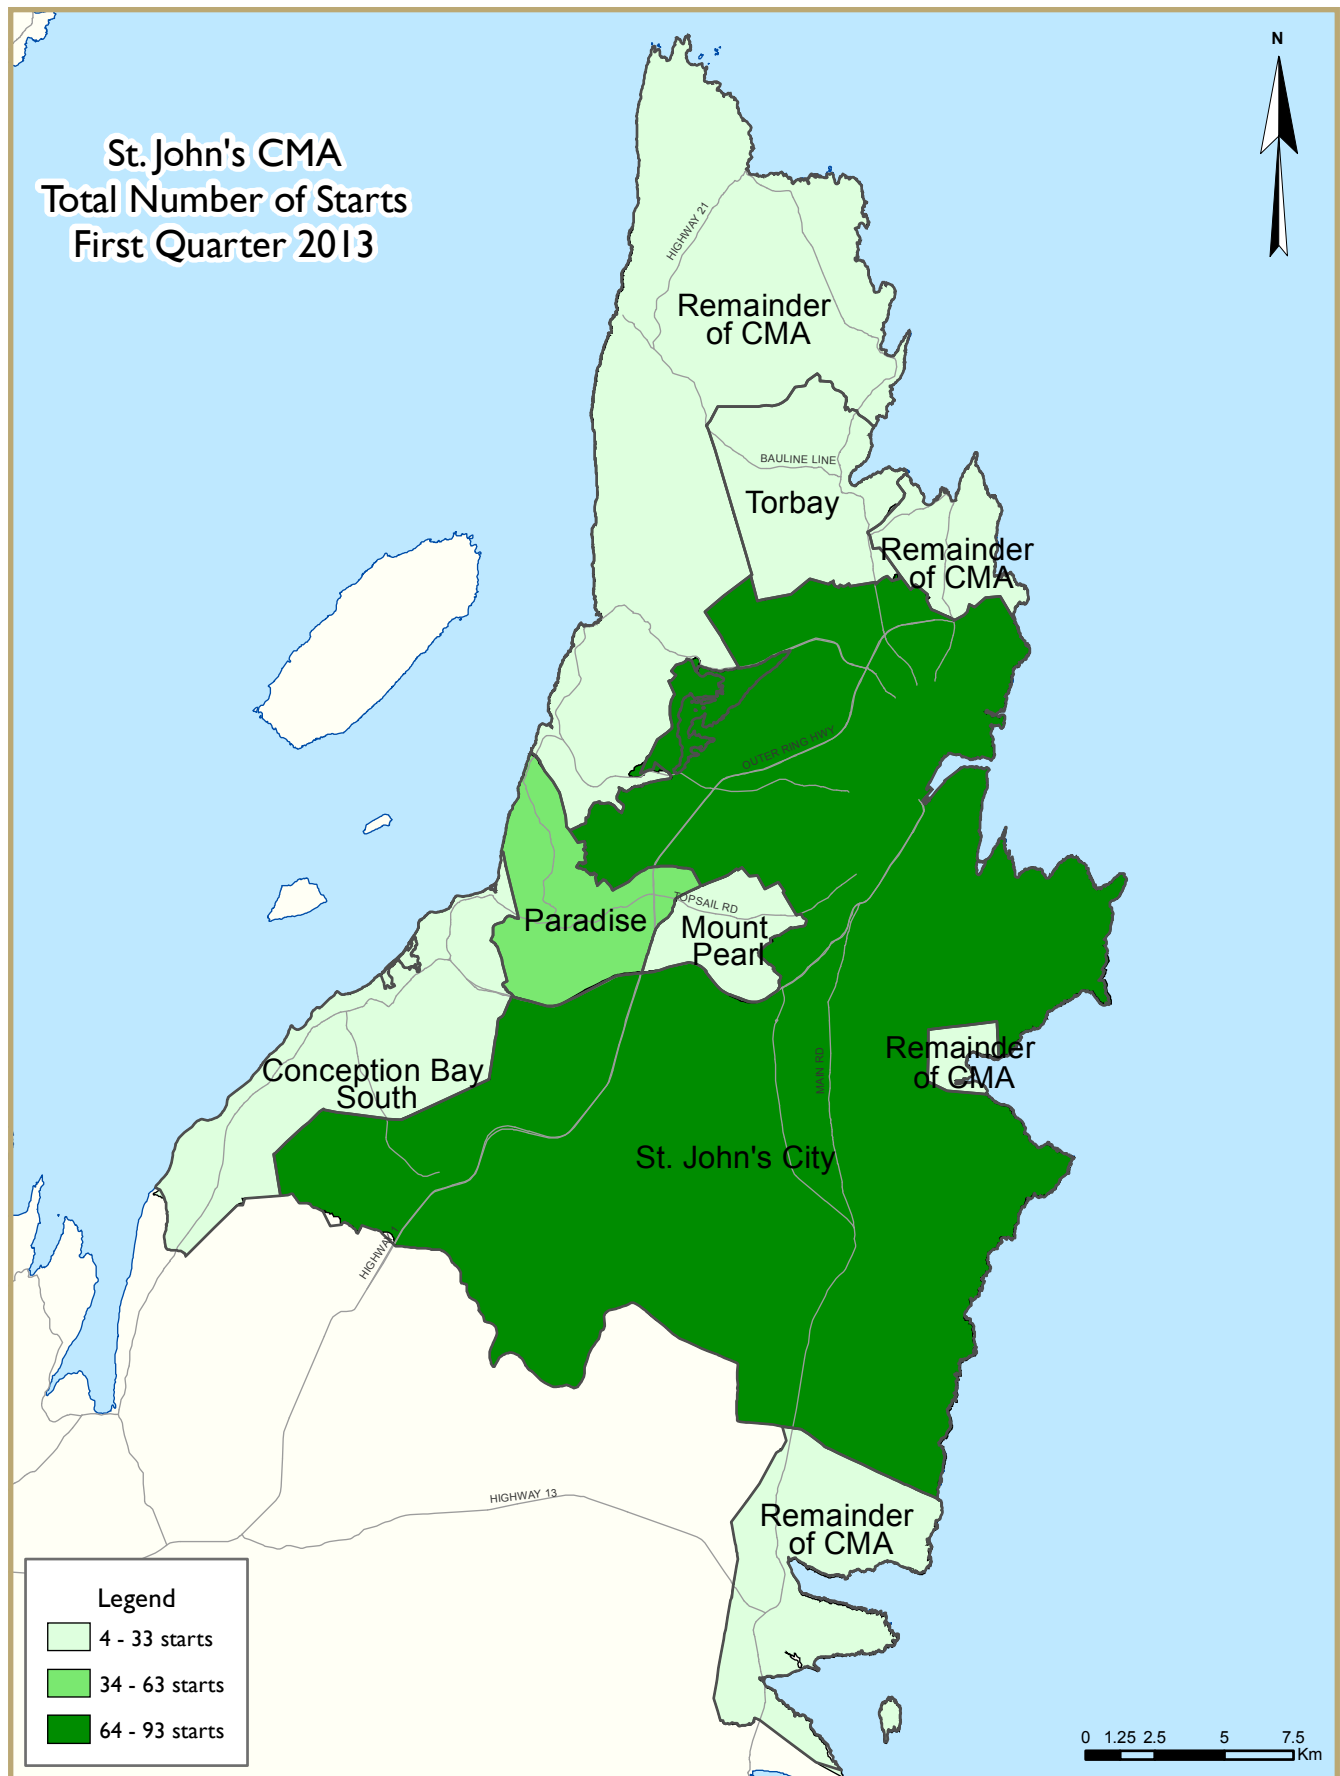 N
St. John's CMA
Total Number of Starts
First Quarter 2013
HIGHWAY 21
Remainder
of CMA
BAULINE LINE
Torbay
Remainder
of CMA
OUTER RING HWY
TOPSAIL RD
Paradise
Mount
Pearl
Remainder
of CMA
MAIN RD
Conception Bay
South
St. John's City
HIGHWAY 1
HIGHWAY 13
Remainder
of CMA
Legend
4 - 33 starts
34 - 63 starts
64 - 93 starts
0 1.25 2.5 5 7.5
Km